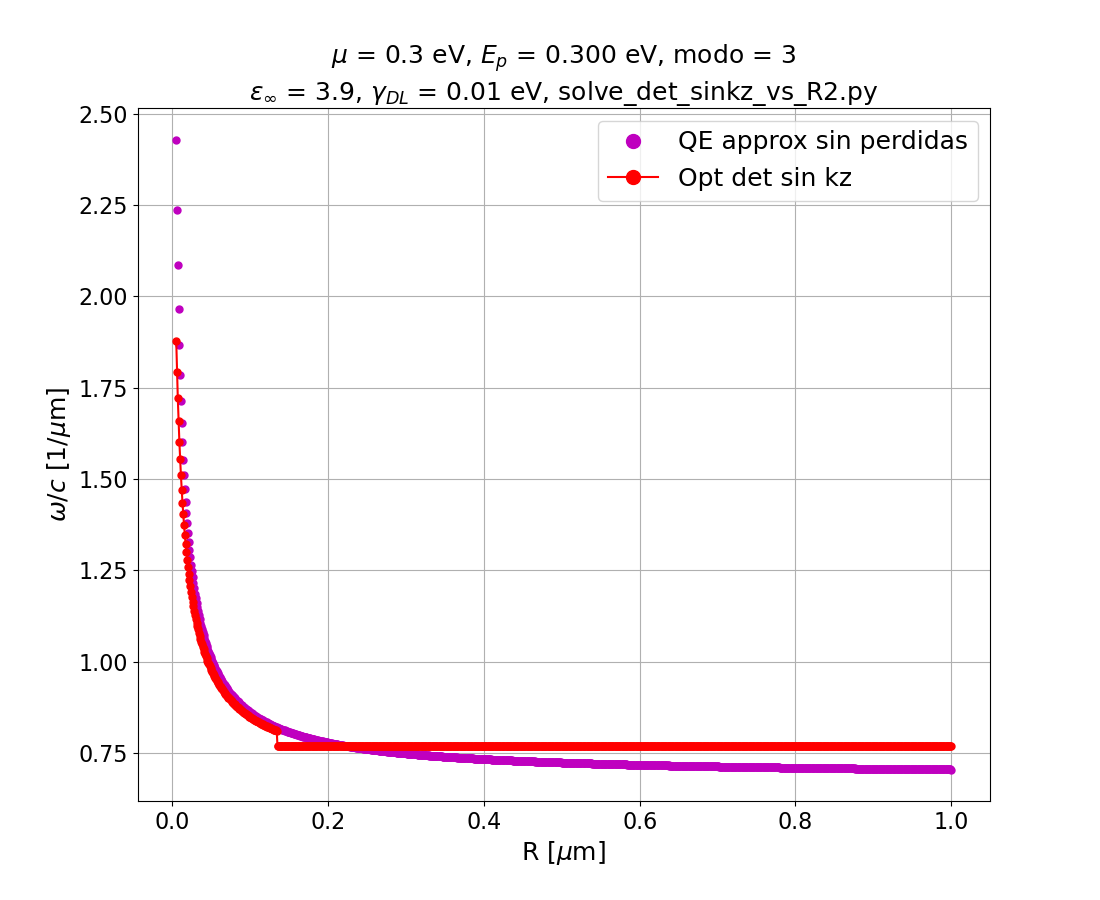 μ = 0.3 eV, E_p = 0.300 eV, modo = 3
ε_∞ = 3.9, γ_DL = 0.01 eV, solve_det_sinkz_vs_R2.py
QE approx sin perdidas
Opt det sin kz
2.50
2.25
2.00
1.75
1.50
1.25
1.00
0.75
ω/c [1/μm]
0.0 0.2 0.4 0.6 0.8 1.0
R [μm]